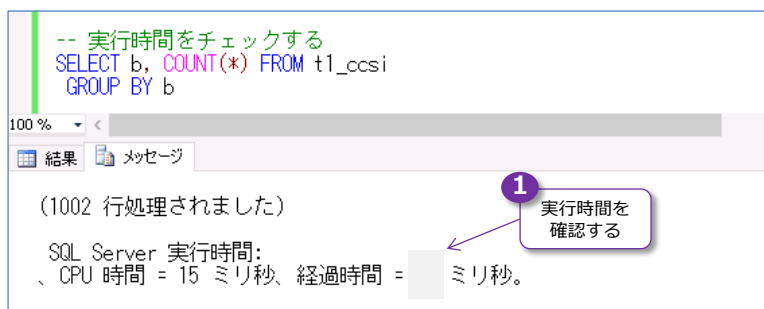 -- 実行時間をチェックする
SELECT b, COUNT(*) FROM t1_ccsi
GROUP BY b
100 %
結果 メッセージ
(1002 行処理されました)
1
実行時間を
確認する
SQL Server 実行時間:
、CPU 時間 = 15 ミリ秒、経過時間 = ミリ秒。